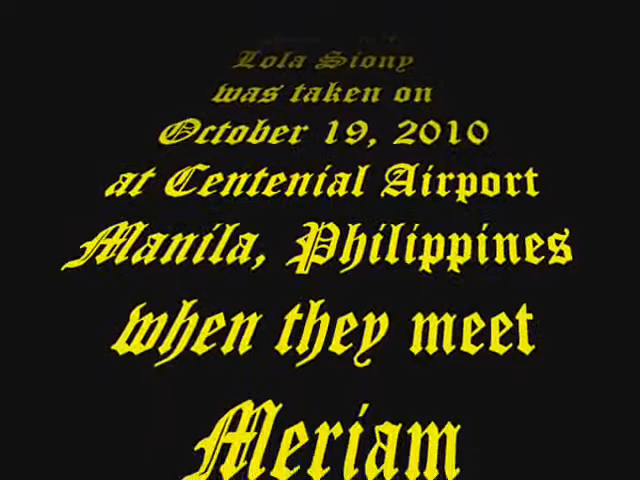 Lola Siony
was taken on
October 19, 2010
at Centenial Airport
Manila, Philippines
when they meet
Meriam